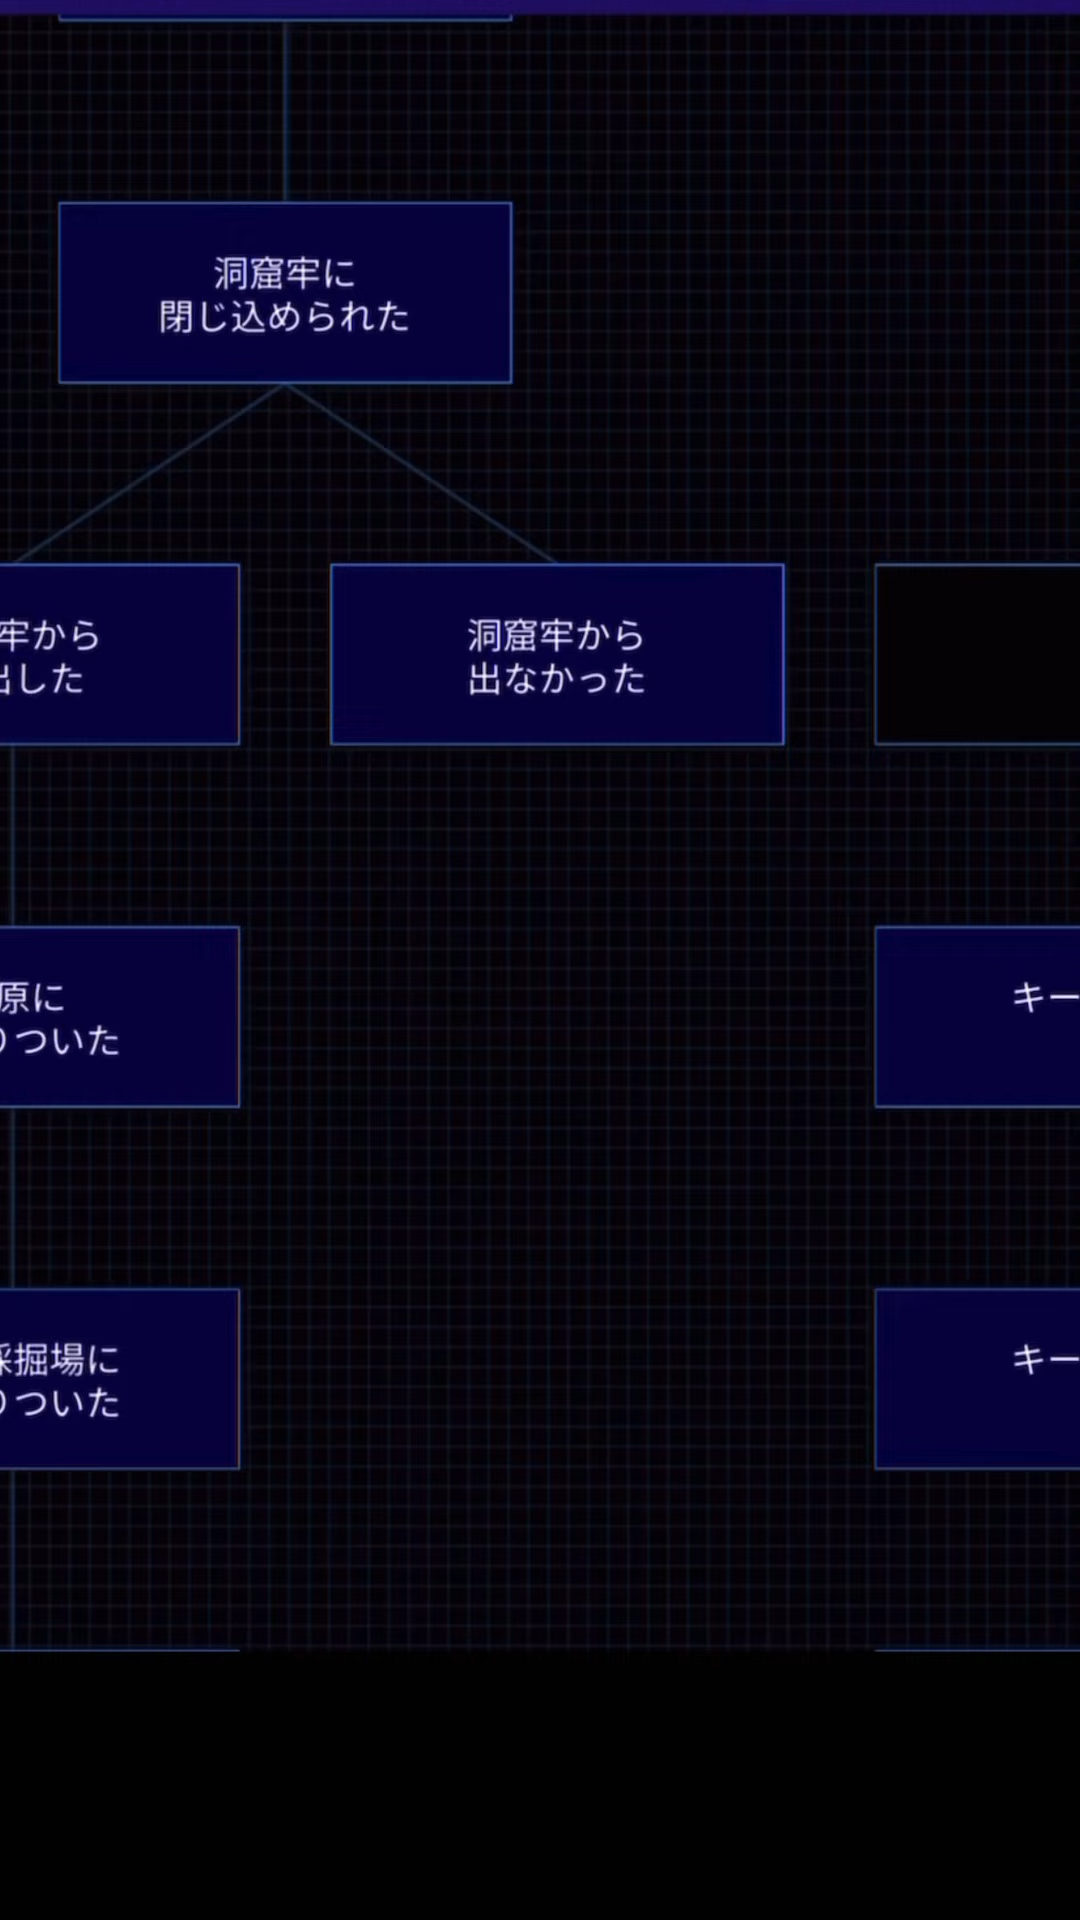 洞窟牢に
閉じ込められた
牢から
出した
洞窟牢から
出なかった
原に
りついた
キー
採掘場に
りついた
キー